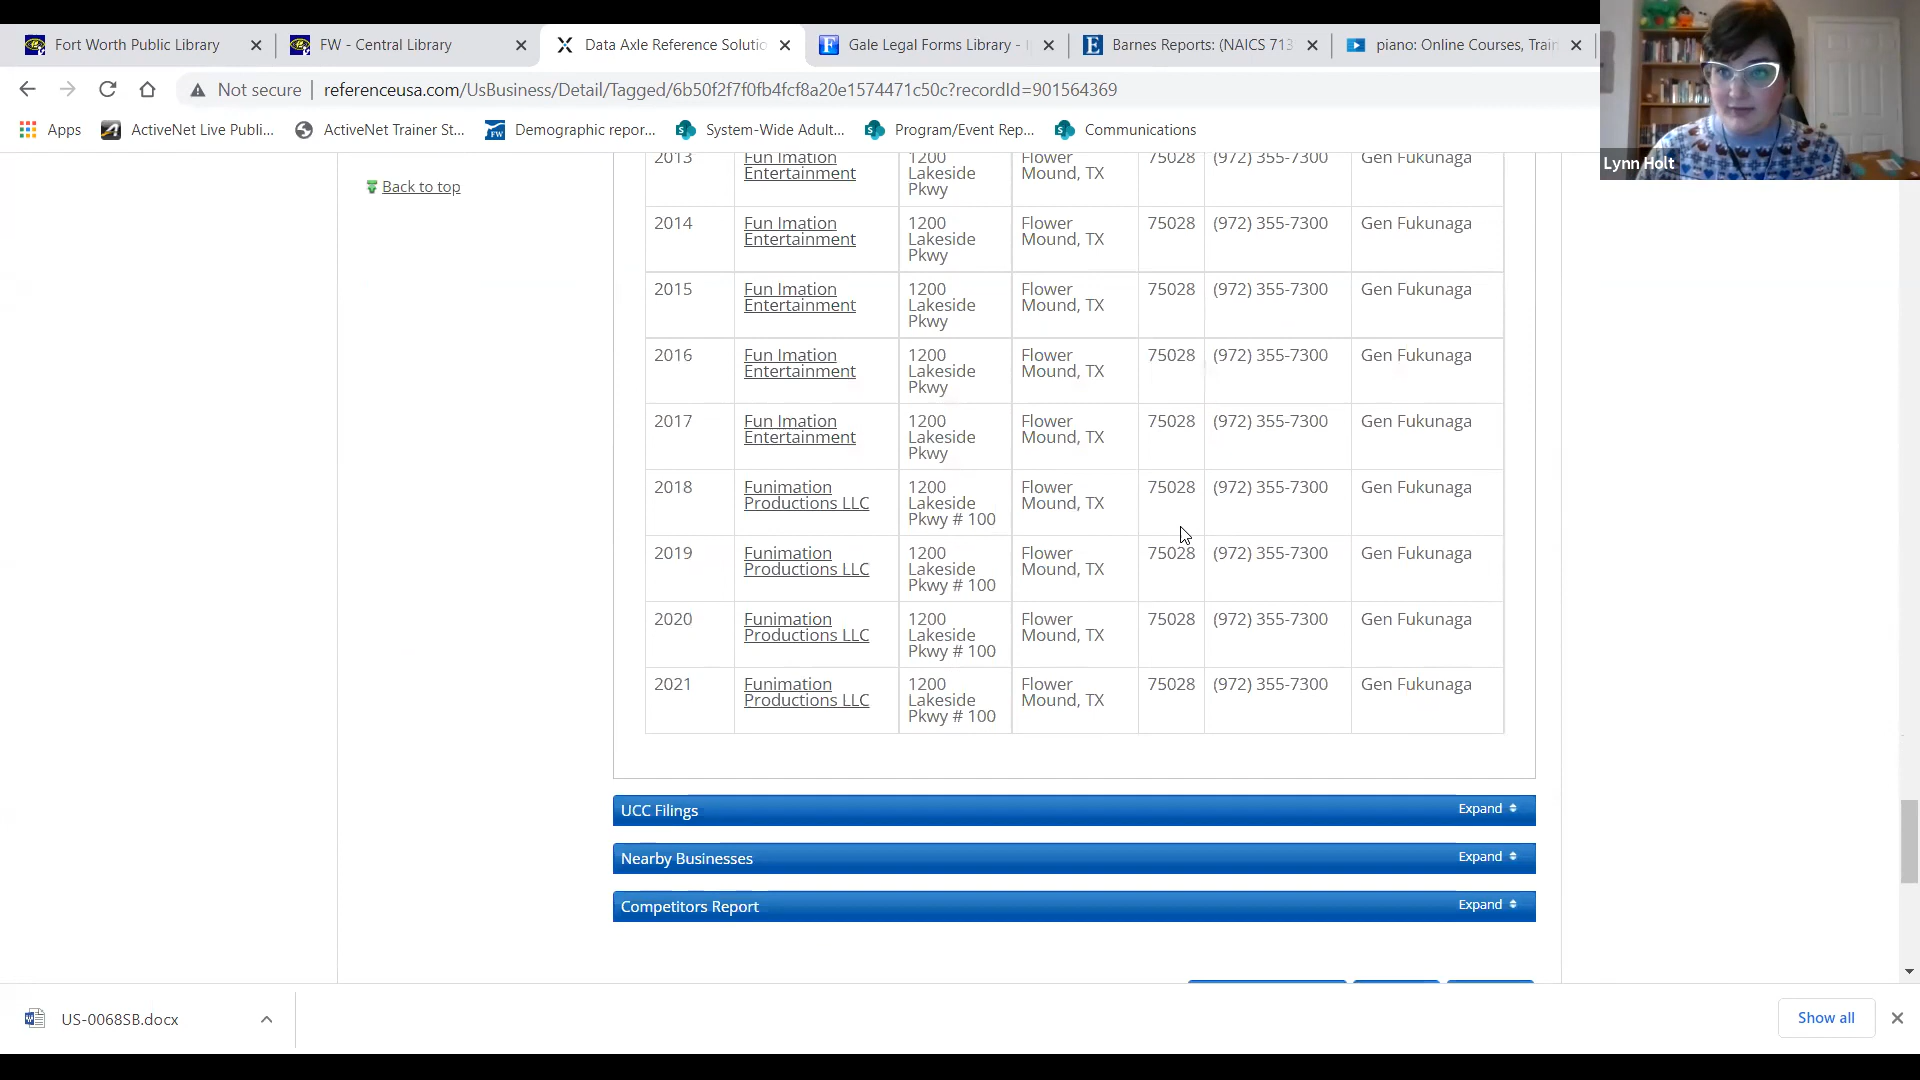 Fort Worth Public Library
FW - Central Library
Data Axle Reference Solutio
Gale Legal Forms Library -
Barnes Reports: (NAICS 713
piano: Online Courses, Train
Not secure
referenceusa.com/UsBusiness/Detail/Tagged/6b50f2f7f0fb4fcf8a20e1574471c50c?recordId=901564369
Apps
ActiveNet Live Publi...
ActiveNet Trainer St...
Demographic repor...
System-Wide Adult...
Program/Event Rep...
Communications
Lynn Holt
Back to top
2013 Fun Imation 1200 Flower 75028 (972) 355-7300 Gen Fukunaga
Entertainment Lakeside Mound, TX
Pkwy
2014 Fun Imation 1200 Flower 75028 (972) 355-7300 Gen Fukunaga
Entertainment Lakeside Mound, TX
Pkwy
2015 Fun Imation 1200 Flower 75028 (972) 355-7300 Gen Fukunaga
Entertainment Lakeside Mound, TX
Pkwy
2016 Fun Imation 1200 Flower 75028 (972) 355-7300 Gen Fukunaga
Entertainment Lakeside Mound, TX
Pkwy
2017 Fun Imation 1200 Flower 75028 (972) 355-7300 Gen Fukunaga
Entertainment Lakeside Mound, TX
Pkwy
2018 Funimation 1200 Flower 75028 (972) 355-7300 Gen Fukunaga
Productions LLC Lakeside Mound, TX
Pkwy # 100
2019 Funimation 1200 Flower 75028 (972) 355-7300 Gen Fukunaga
Productions LLC Lakeside Mound, TX
Pkwy # 100
2020 Funimation 1200 Flower 75028 (972) 355-7300 Gen Fukunaga
Productions LLC Lakeside Mound, TX
Pkwy # 100
2021 Funimation 1200 Flower 75028 (972) 355-7300 Gen Fukunaga
Productions LLC Lakeside Mound, TX
Pkwy # 100
UCC Filings Expand
Nearby Businesses Expand
Competitors Report Expand
US-0068SB.docx
Show all